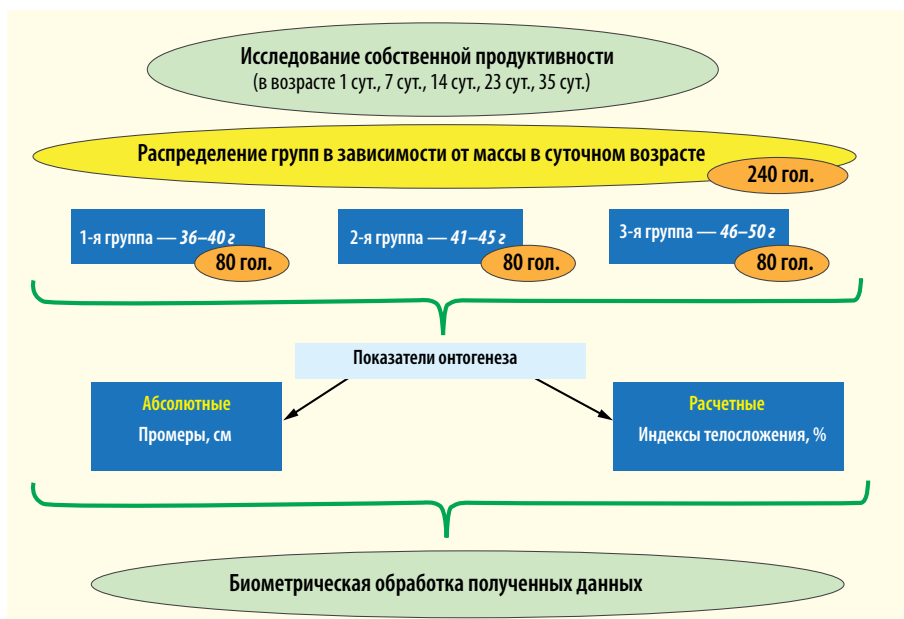 Исследование собственной продуктивности
(в возрасте 1 сут., 7 сут., 14 сут., 23 сут., 35 сут.)
Распределение групп в зависимости от массы в суточном возрасте
240 гол.
1-я группа — 36–40 г
80 гол.
2-я группа — 41–45 г
80 гол.
3-я группа — 46–50 г
80 гол.
Показатели онтогенеза
Абсолютные
Промеры, см
Расчетные
Индексы телосложения, %
Биометрическая обработка полученных данных